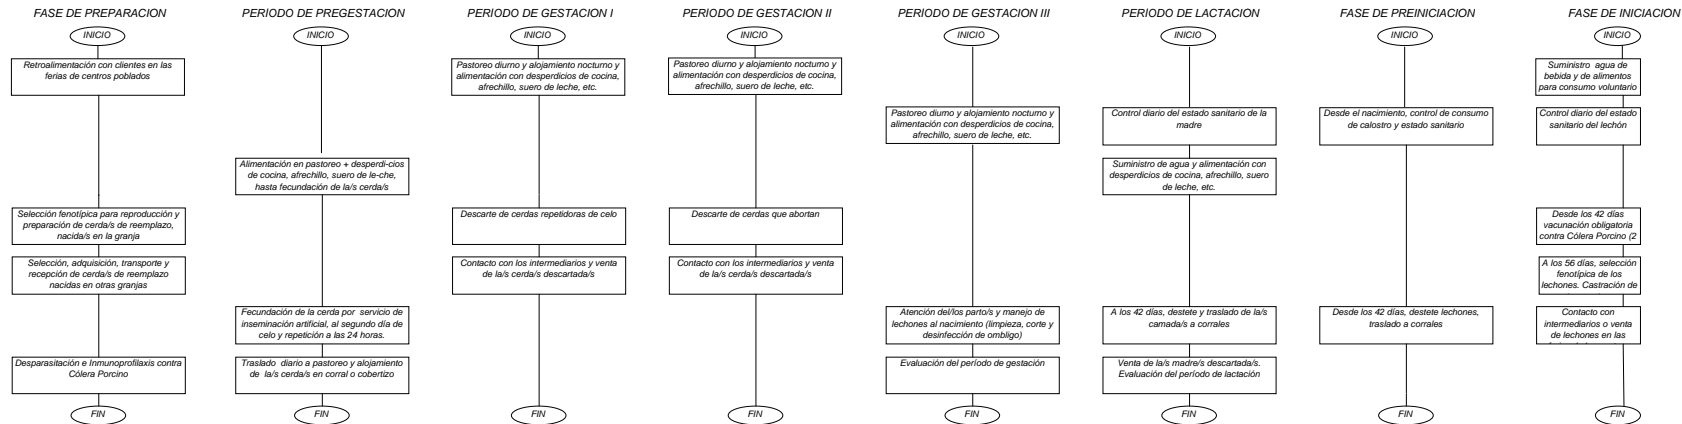 FASE DE PREPARACION
INICIO
Retroalimentación con clientes en las
ferias de centros poblados
Selección fenotípica para reproducción y
preparación de cerda/s de reemplazo,
nacida/s en la granja
Selección, adquisición, transporte y
recepción de cerda/s de reemplazo
nacidas en otras granjas
Desparasitación e Inmunoprofilaxis contra
Cólera Porcino
FIN
PERIODO DE PREGESTACION
INICIO
Alimentación en pastoreo + desperdi-cios
de cocina, afrechillo, suero de le-che,
hasta fecundación de la/s cerda/s
Fecundación de la cerda por servicio de
inseminación artificial, al segundo día de
celo y repetición a las 24 horas.
Traslado diario a pastoreo y alojamiento
de la/s cerda/s en corral o cobertizo
FIN
PERIODO DE GESTACION I
INICIO
Pastoreo diurno y alojamiento nocturno y
alimentación con desperdicios de cocina,
afrechillo, suero de leche, etc.
Descarte de cerdas repetidoras de celo
Contacto con los intermediarios y venta
de la/s cerda/s descartada/s
FIN
PERIODO DE GESTACION II
INICIO
Pastoreo diurno y alojamiento nocturno y
alimentación con desperdicios de cocina,
afrechillo, suero de leche, etc.
Descarte de cerdas que abortan
Contacto con los intermediarios y venta
de la/s cerda/s descartada/s
FIN
PERIODO DE GESTACION III
INICIO
Pastoreo diurno y alojamiento nocturno y
alimentación con desperdicios de cocina,
afrechillo, suero de leche, etc.
Atención del/los parto/s y manejo de
lechones al nacimiento (limpieza, corte y
desinfección de ombligo)
Evaluación del período de gestación
FIN
PERIODO DE LACTACION
INICIO
Control diario del estado sanitario de la
madre
Suministro de agua y alimentación con
desperdicios de cocina, afrechillo, suero
de leche, etc.
A los 42 días, destete y traslado de la/s
camada/s a corrales
Venta de la/s madre/s descartada/s.
Evaluación del período de lactación
FIN
FASE DE PREINICIACION
INICIO
Desde el nacimiento, control de consumo
de calostro y estado sanitario
Desde los 42 días, destete lechones,
traslado a corrales
FIN
FASE DE INICIACION
INICIO
Suministro agua de
bebida y de alimentos
para consumo voluntario
Control diario del estado
sanitario del lechón
Desde los 42 días
vacunación obligatoria
contra Cólera Porcino (2
A los 56 días, selección
fenotípica de los
lechones. Castración de
Contacto con
intermediarios o venta
de lechones en las
FIN